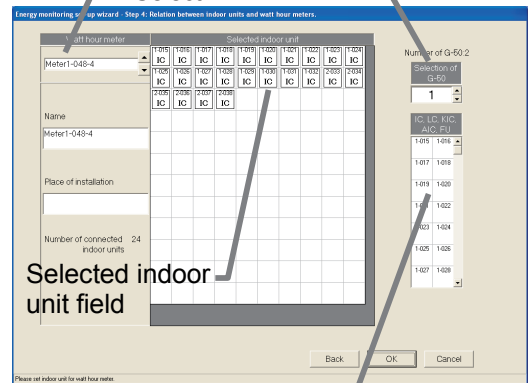 Energy monitoring set-up wizard - Step 4: Relation between indoor units and watt hour meters.
Watt hour meter
Selected indoor unit
Number of G-50:2
Meter1-048-4
Selection of
G-50
1
1-015 1-016 1-017 1-018 1-019 1-020 1-021 1-022 1-023 1-024
IC IC IC IC IC IC IC IC IC IC
1-025 1-026 1-027 1-028 1-029 1-030 1-031 1-032 2-033 2-034
IC IC IC IC IC IC IC IC IC IC
2-035 2-036 2-037 2-038
IC IC IC IC
Name
Meter1-048-4
IC, LC, KIC,
AIC, FU
1-015 1-016
1-017 1-018
1-019 1-020
1-022
1-024
1-025 1-026
1-027 1-028
Place of installation
Number of connected 24
indoor units
Selected indoor
unit field
Back OK Cancel
Please set indoor unit for watt hour meter.